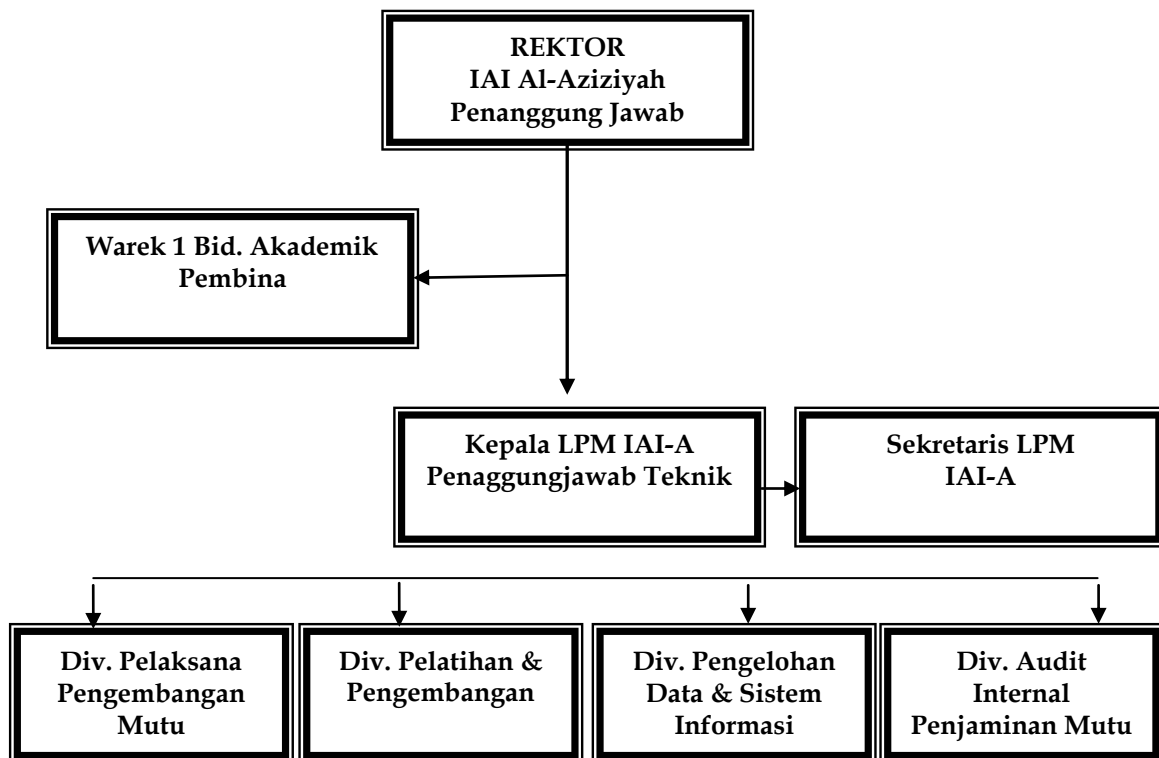 REKTOR
IAI Al-Aziziyah
Penanggung Jawab
Warek 1 Bid. Akademik
Pembina
Kepala LPM IAI-A
Penaggungjawab Teknik
Sekretaris LPM
IAI-A
Div. Pelaksana
Pengembangan
Mutu
Div. Pelatihan &
Pengembangan
Div. Pengelohan
Data & Sistem
Informasi
Div. Audit
Internal
Penjaminan Mutu